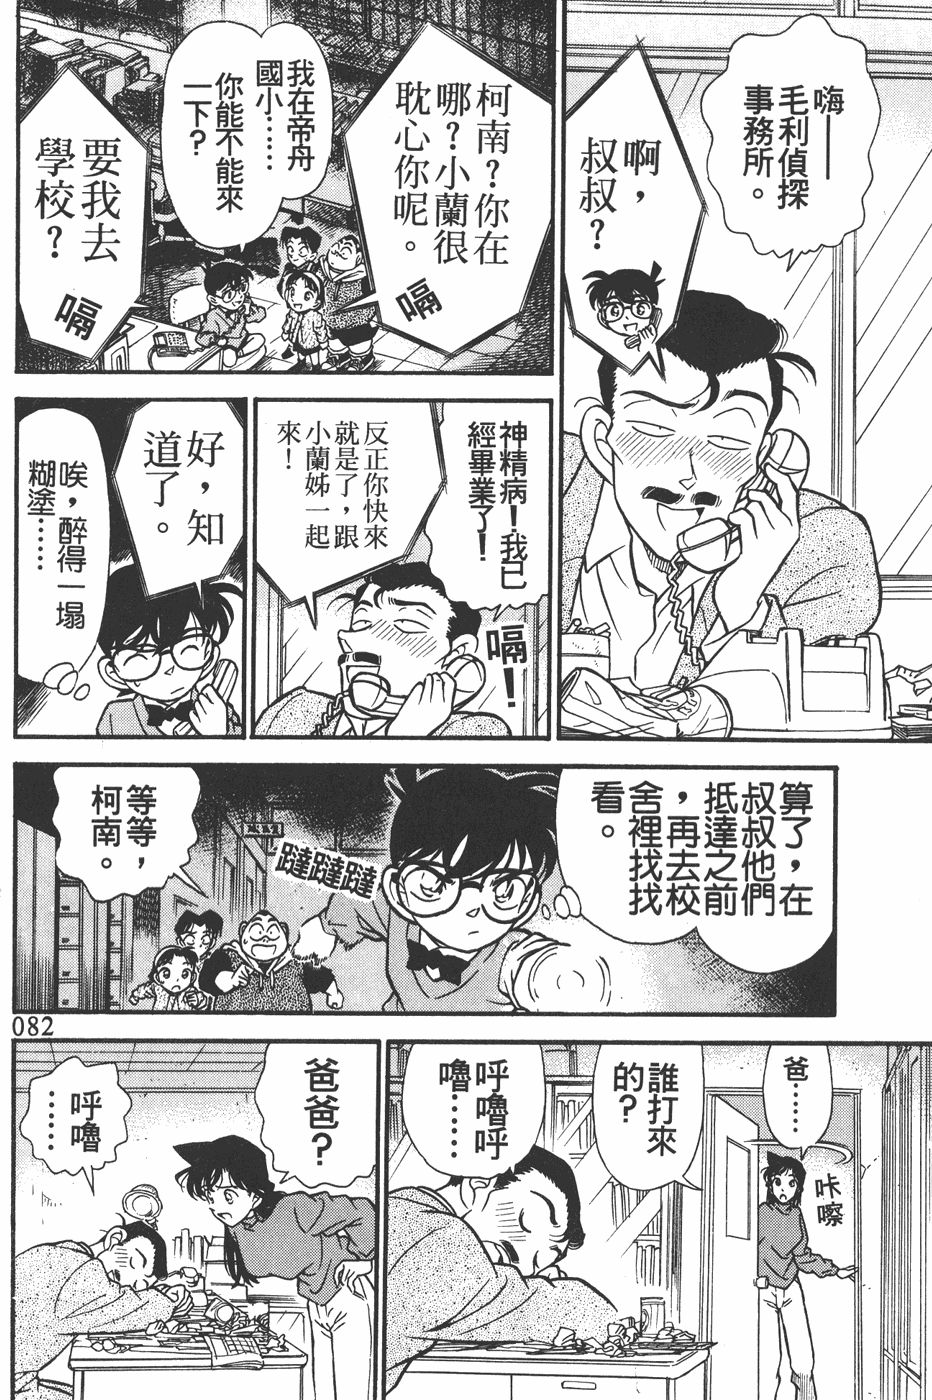 嗨——
毛利偵探
事務所。
啊，
叔叔？
柯南？你在
哪？小蘭很
耽心你呢。
嗝
我在帝舟
國小……
你能不能來
一下？
要我去
學校？
嗝
神精病！我已
經畢業了！
嗝！
反正你快來
就是了，跟
小蘭姊一起
來！
好，知
道了。
唉，醉得一塌
糊塗……
算了，在
叔叔他們
抵達之前
，再去校
舍裡找找
看。
躂躂躂
等等，
柯南。
082
爸……
咔嚓
誰打來
的？
呼嚕呼
嚕……
爸爸？
呼嚕
……